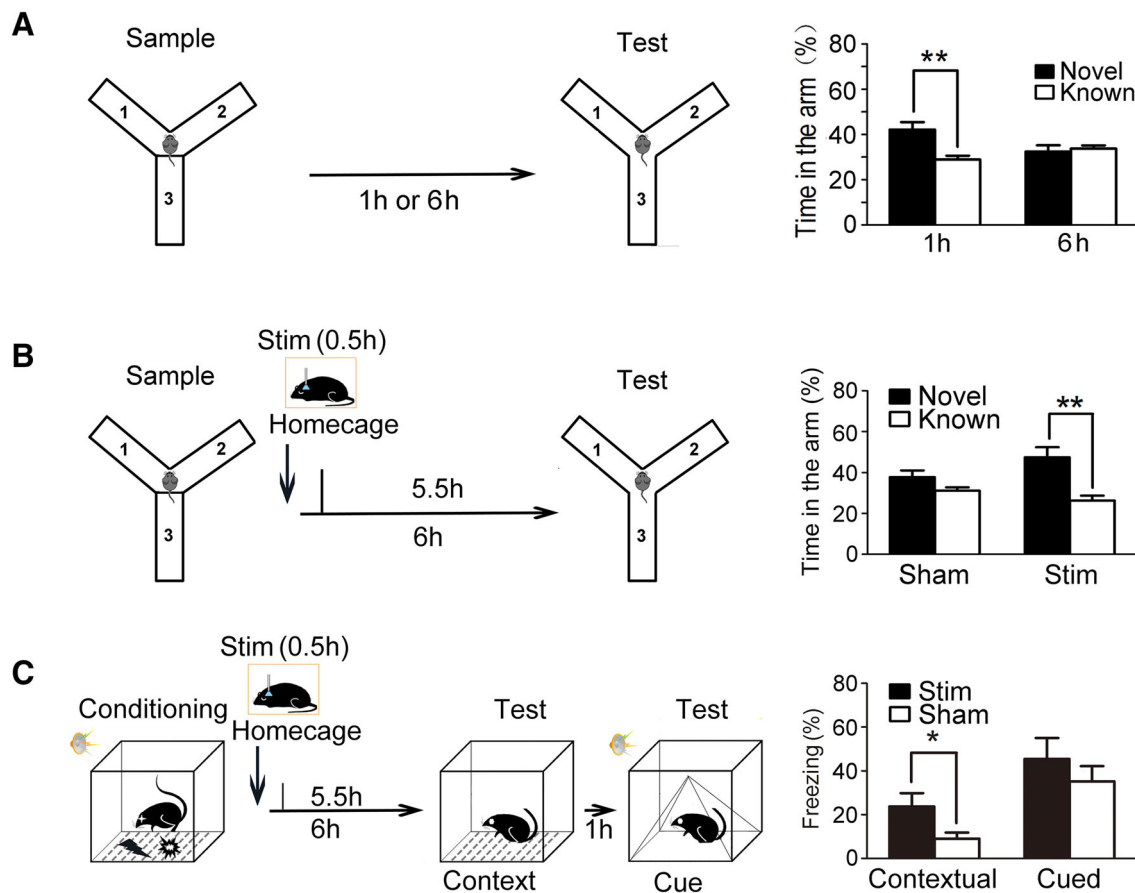 A
Sample
Test
1
2
3
1h or 6h
1
2
3
Time in the arm (%)
80
60
40
20
0
**
Novel
Known
1h
6h
B
Stim (0.5h)
Sample
Homecage
Test
1
2
3
5.5h
6h
1
2
3
Time in the arm (%)
80
60
40
20
0
Novel
Known
**
Sham
Stim
C
Stim (0.5h)
Conditioning
Homecage
Test
Test
5.5h
6h
1h
Context
Cue
Freezing (%)
80
60
40
20
0
Stim
Sham
*
Contextual
Cued